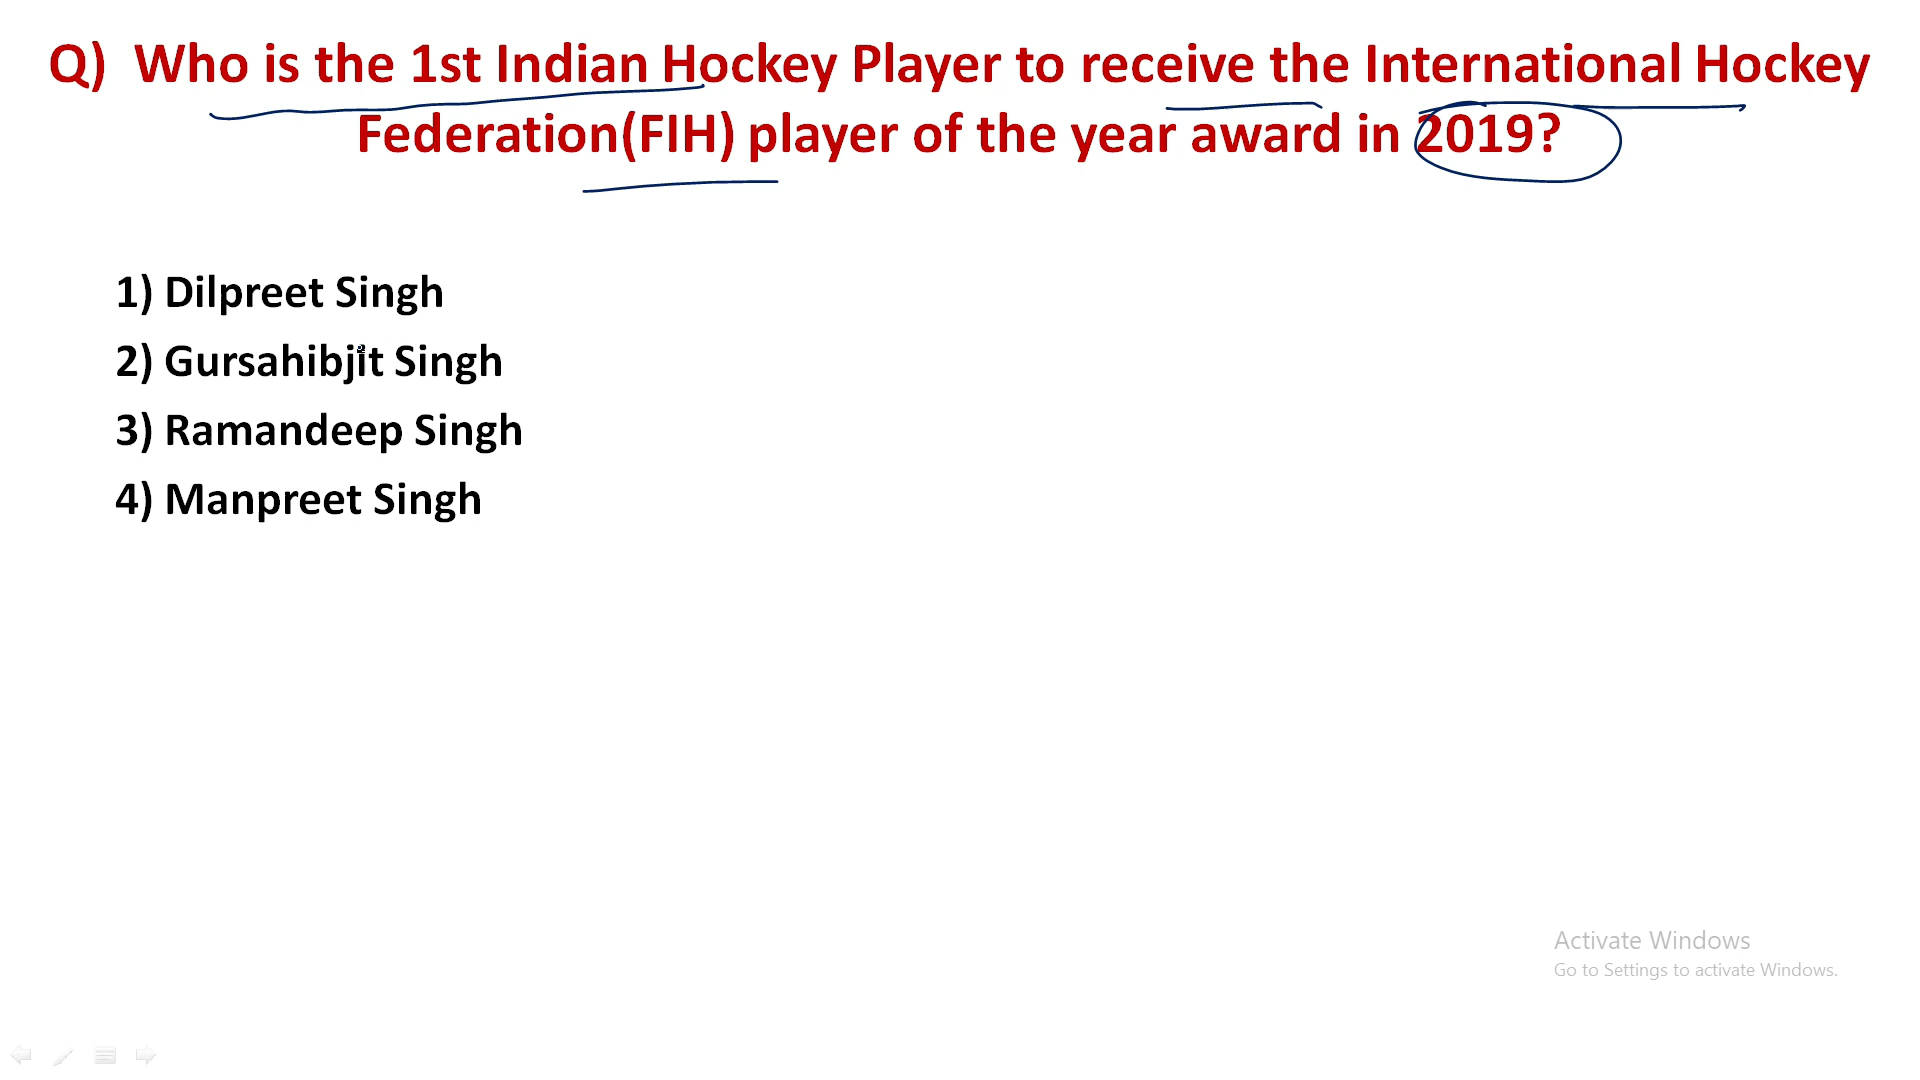 Q) Who is the 1st Indian Hockey Player to receive the International Hockey
Federation(FIH) player of the year award in 2019?
1) Dilpreet Singh
2) Gursahibjit Singh
3) Ramandeep Singh
4) Manpreet Singh
Activate Windows
Go to Settings to activate Windows.